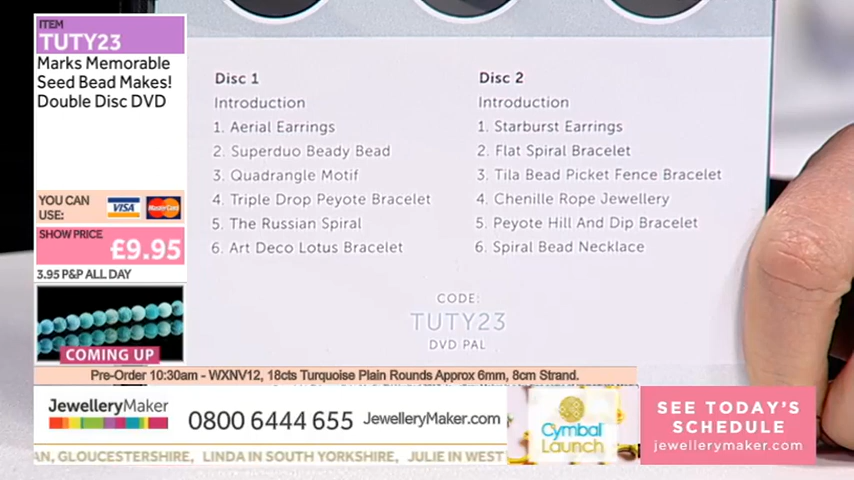 ITEM
TUTY23
Marks Memorable
Seed Bead Makes!
Double Disc DVD
YOU CAN
USE:
VISA
MasterCard
SHOW PRICE
£9.95
3.95 P&P ALL DAY
COMING UP
Disc 1
Introduction
1. Aerial Earrings
2. Superduo Beady Bead
3. Quadrangle Motif
4. Triple Drop Peyote Bracelet
5. The Russian Spiral
6. Art Deco Lotus Bracelet
Disc 2
Introduction
1. Starburst Earrings
2. Flat Spiral Bracelet
3. Tila Bead Picket Fence Bracelet
4. Chenille Rope Jewellery
5. Peyote Hill And Dip Bracelet
6. Spiral Bead Necklace
CODE:
TUTY23
DVD PAL
Pre-Order 10:30am - WXNV12, 18cts Turquoise Plain Rounds Approx 6mm, 8cm Strand.
JewelleryMaker
0800 6444 655
JewelleryMaker.com
Cymbal
Launch
SEE TODAY'S
SCHEDULE
jewellerymaker.com
AN, GLOUCESTERSHIRE, LINDA IN SOUTH YORKSHIRE, JULIE IN WEST